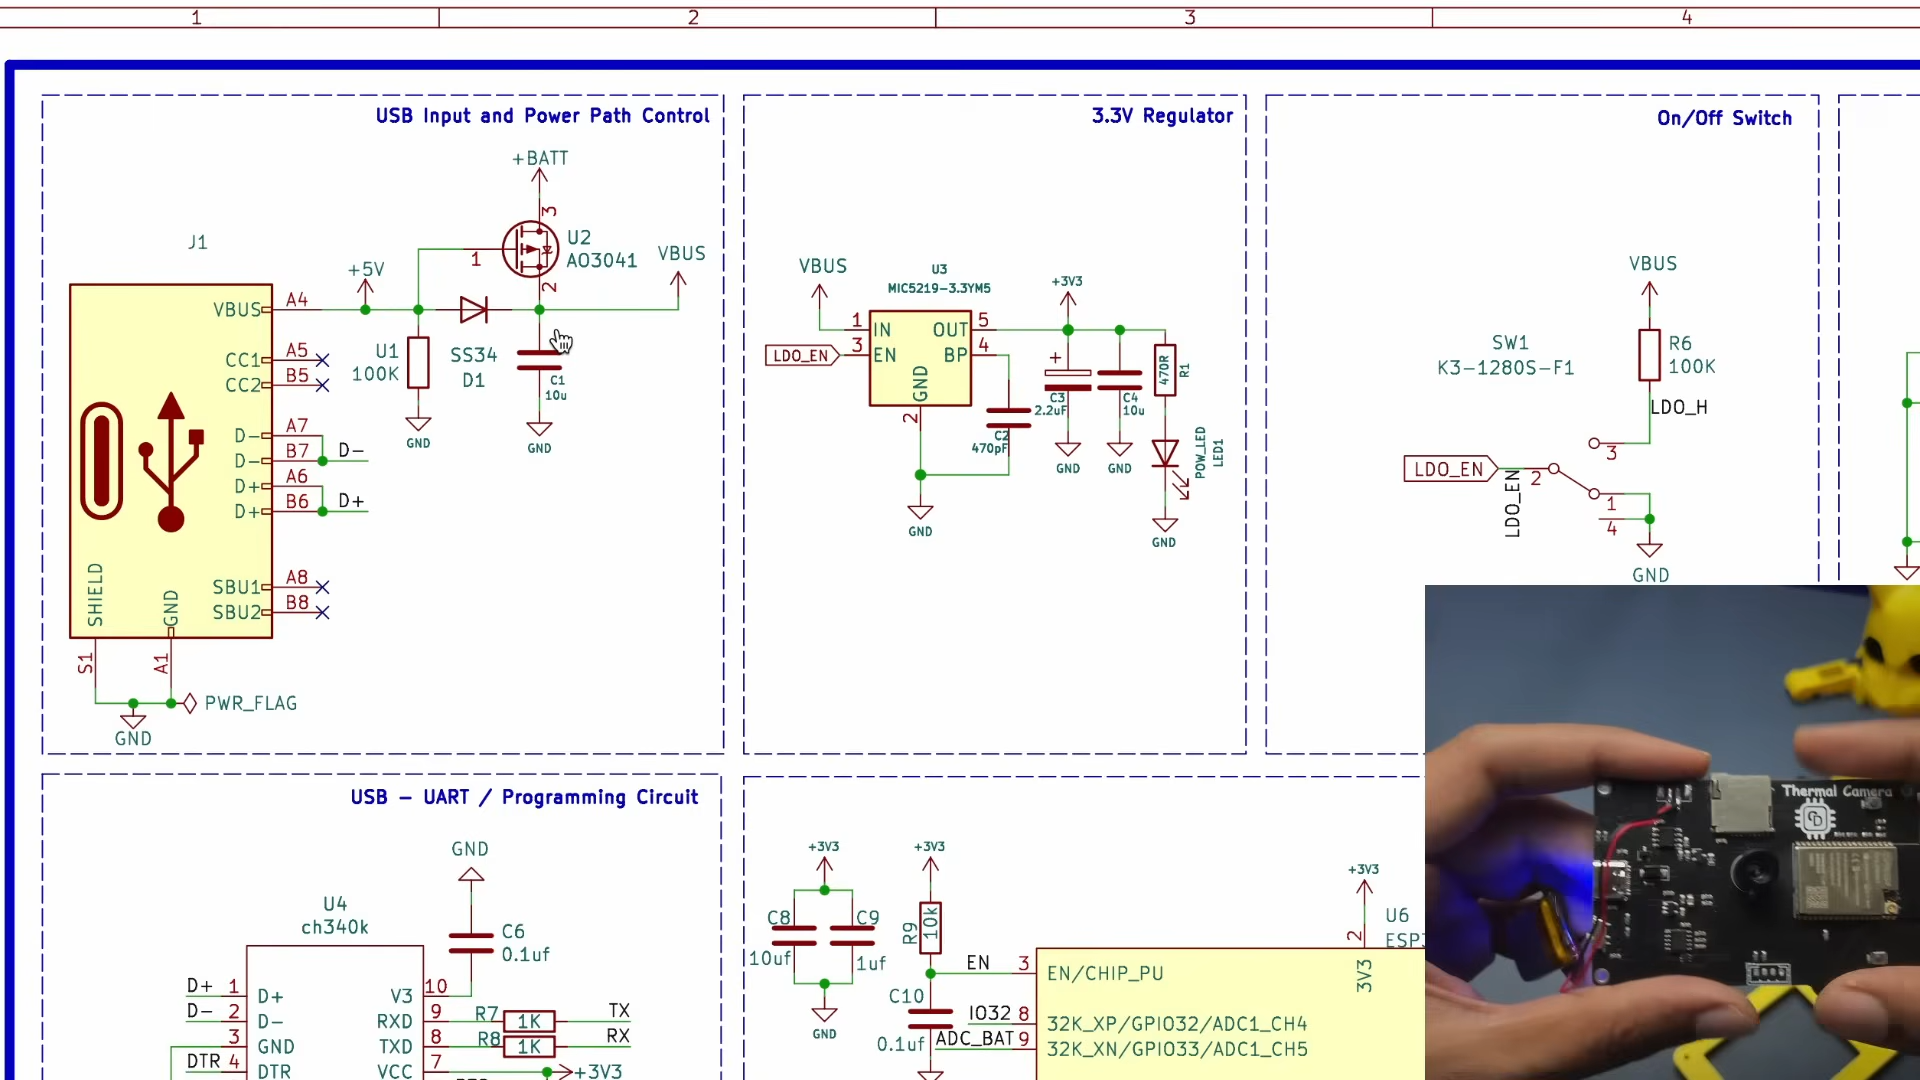 1
2
3
4
USB Input and Power Path Control
+BATT
3
J1
U2
AO3041
1
+5V
VBUS
2
VBUS
A4
CC1
A5
CC2
B5
U1
100K
SS34
D1
C1
10u
GND
GND
D-
A7
D-
B7
D-
D+
A6
D+
B6
D+
SBU1
A8
SBU2
B8
SHIELD
GND
S1
A1
PWR_FLAG
GND
3.3V Regulator
VBUS
U3
MIC5219-3.3YM5
+3V3
1
IN
OUT
5
LDO_EN
3
EN
BP
4
GND
2
+
C2
470pF
C3
2.2uF
C4
10u
470R
R1
POW_LED
LED1
GND
GND
GND
GND
On/Off Switch
VBUS
SW1
K3-1280S-F1
R6
100K
LDO_H
3
LDO_EN
2
LDO_EN
1
4
GND
USB - UART / Programming Circuit
GND
U4
ch340k
C6
0.1uf
D+
1
D+
V3
10
D-
2
D-
RXD
9
R7
1K
TX
3
GND
TXD
8
R8
1K
RX
DTR
4
DTR
VCC
7
+3V3
+3V3
+3V3
C8
10uf
C9
1uf
GND
R9
10k
EN
3
EN/CHIP_PU
C10
0.1uf
IO32
8
32K_XP/GPIO32/ADC1_CH4
ADC_BAT
9
32K_XN/GPIO33/ADC1_CH5
+3V3
2
3V3
U6
Thermal Camera